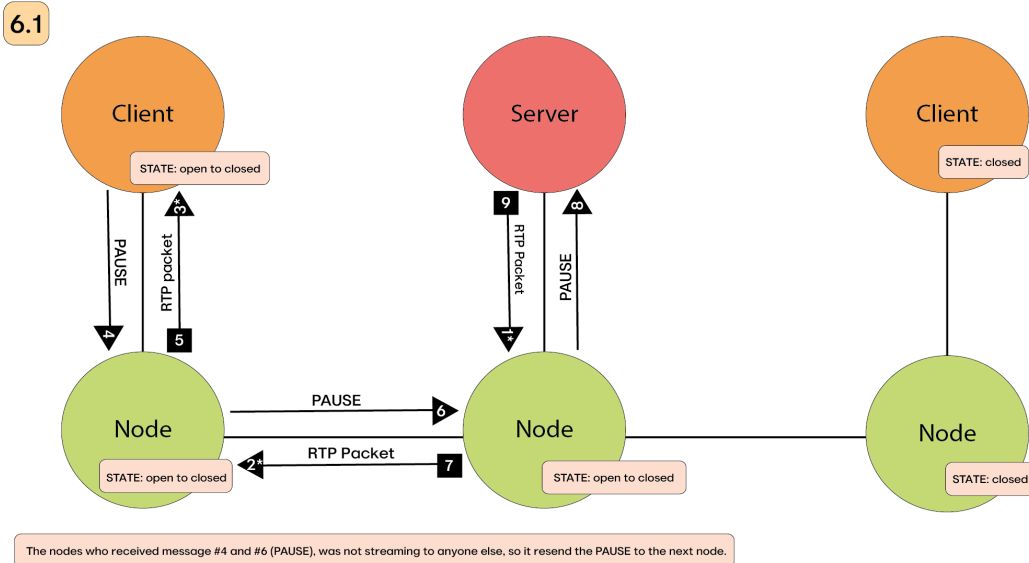 6.1
Client
Server
Client
STATE: open to closed
STATE: closed
PAUSE
3*
RTP packet
4
5
9
RTP Packet
1*
8
PAUSE
Node
Node
Node
PAUSE
6
2*
RTP Packet
7
STATE: open to closed
STATE: open to closed
STATE: closed
The nodes who received message #4 and #6 (PAUSE), was not streaming to anyone else, so it resend the PAUSE to the next node.